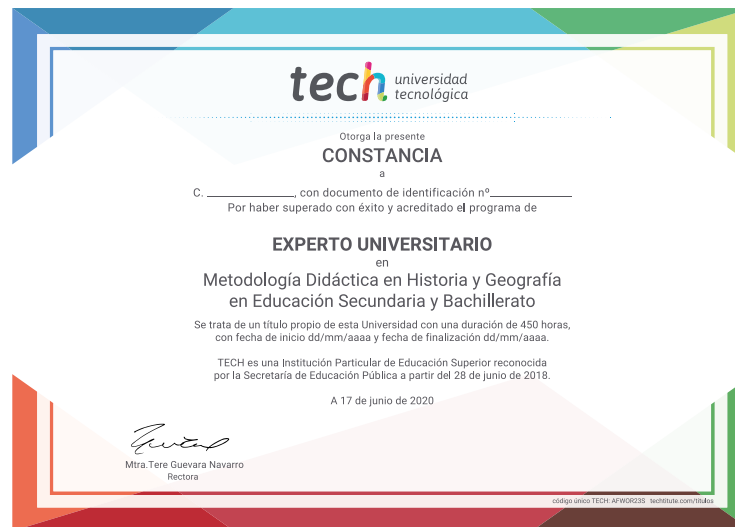 tech universidad
tecnológica
Otorga la presente
CONSTANCIA
a
C. ____________, con documento de identificación nº____________
Por haber superado con éxito y acreditado el programa de
EXPERTO UNIVERSITARIO
en
Metodología Didáctica en Historia y Geografía
en Educación Secundaria y Bachillerato
Se trata de un título propio de esta Universidad con una duración de 450 horas,
con fecha de inicio dd/mm/aaaa y fecha de finalización dd/mm/aaaa.
TECH es una Institución Particular de Educación Superior reconocida
por la Secretaría de Educación Pública a partir del 28 de junio de 2018.
A 17 de junio de 2020
Mtra.Tere Guevara Navarro
Rectora
código único TECH: AFWOR23S techtitute.com/titulos